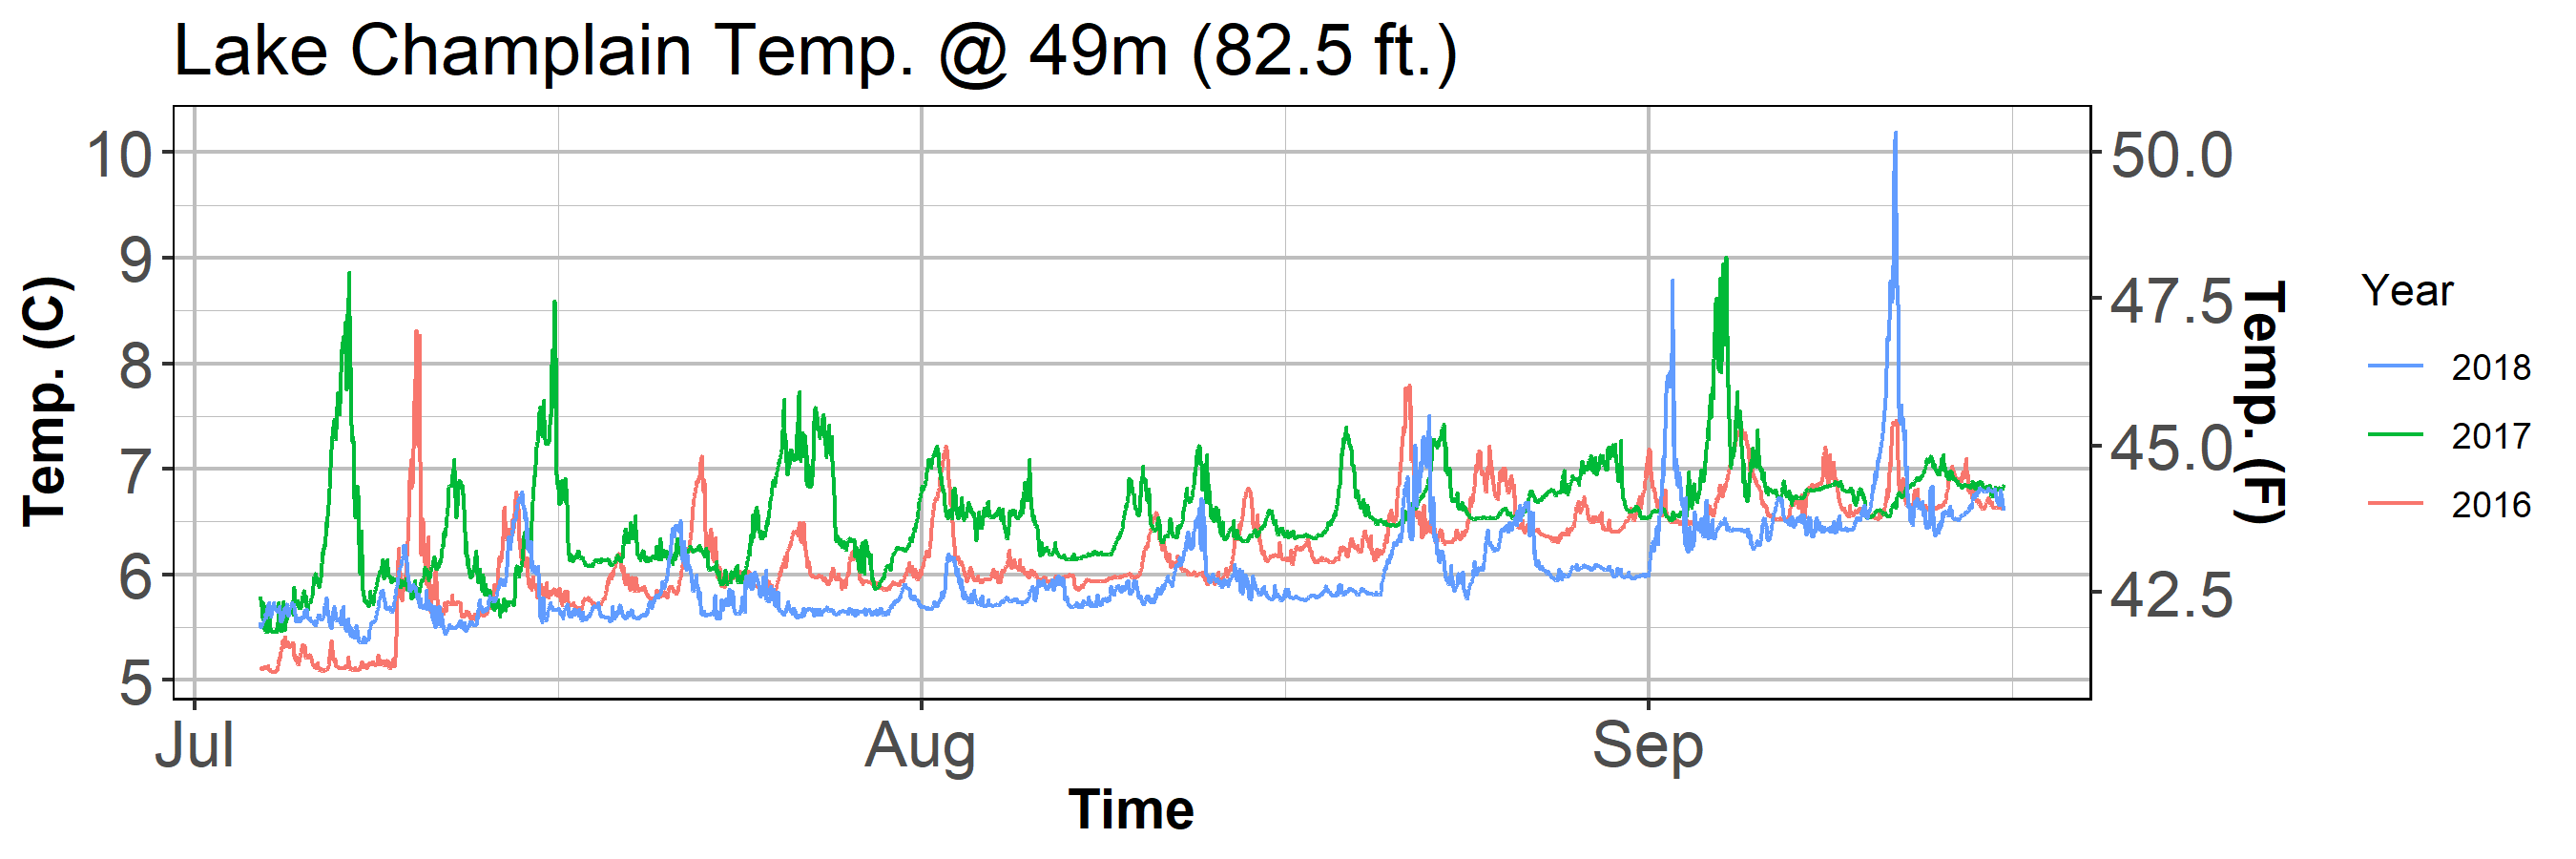 Lake Champlain Temp. @ 49m (82.5 ft.)
Temp. (C)
10
9
8
7
6
5
50.0
47.5
45.0
42.5
Temp. (F)
Jul Aug Sep
Time
Year
2018
2017
2016